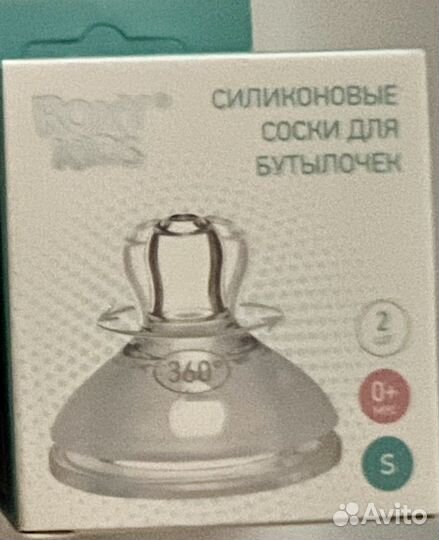 ROXY®
KIDS
СИЛИКОНОВЫЕ
СОСКИ ДЛЯ
БУТЫЛОЧЕК
360°
2
шт
0+
мес
S
Avito